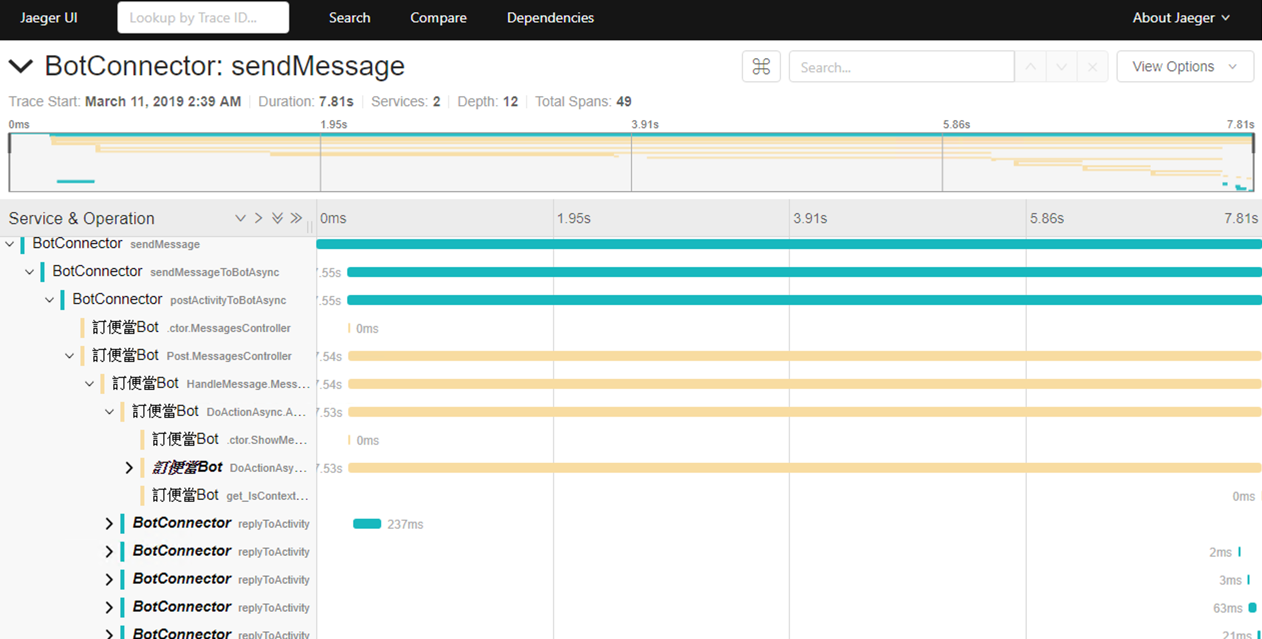 Jaeger UI Lookup by Trace ID... Search Compare Dependencies About Jaeger
BotConnector: sendMessage Search... View Options
Trace Start: March 11, 2019 2:39 AM Duration: 7.81s Services: 2 Depth: 12 Total Spans: 49
0ms 1.95s 3.91s 5.86s 7.81s
Service & Operation 0ms 1.95s 3.91s 5.86s 7.81s
BotConnector sendMessage
BotConnector sendMessageToBotAsync 7.55s
BotConnector postActivityToBotAsync 7.55s
訂便當Bot .ctor.MessagesController 0ms
訂便當Bot Post.MessagesController 7.54s
訂便當Bot HandleMessage.Mess... 7.54s
訂便當Bot DoActionAsync.A... 7.53s
訂便當Bot .ctor.ShowMe... 0ms
訂便當Bot DoActionAsy... 7.53s
訂便當Bot get_IsContext... 0ms
BotConnector replyToActivity 237ms
BotConnector replyToActivity 2ms
BotConnector replyToActivity 3ms
BotConnector replyToActivity 63ms
BotConnector replyToActivity 21ms